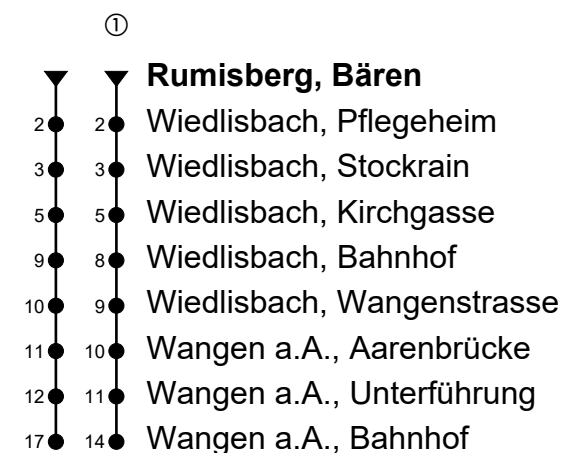 ①
Rumisberg, Bären
2 2 Wiedlisbach, Pflegeheim
3 3 Wiedlisbach, Stockrain
5 5 Wiedlisbach, Kirchgasse
9 8 Wiedlisbach, Bahnhof
10 9 Wiedlisbach, Wangenstrasse
11 10 Wangen a.A., Aarenbrücke
12 11 Wangen a.A., Unterführung
17 14 Wangen a.A., Bahnhof